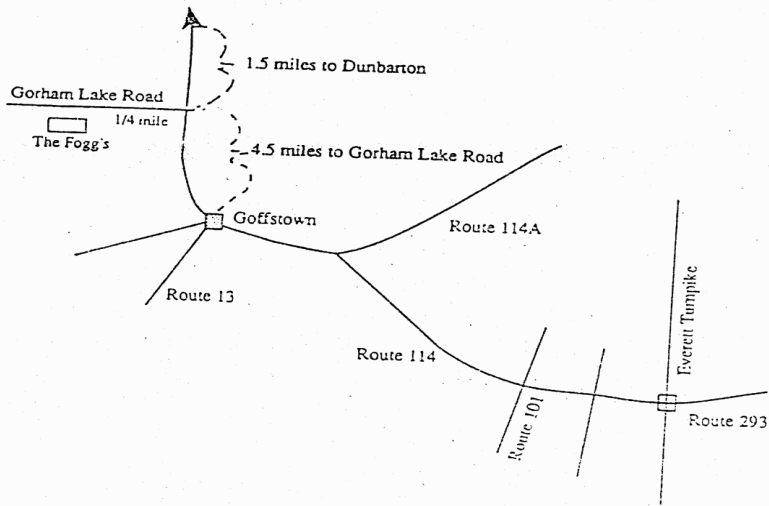 1.5 miles to Dunbarton
Gorham Lake Road
1/4 mile
The Fogg's
4.5 miles to Gorham Lake Road
Goffstown
Route 114A
Route 13
Everett Turnpike
Route 114
Route 101
Route 293